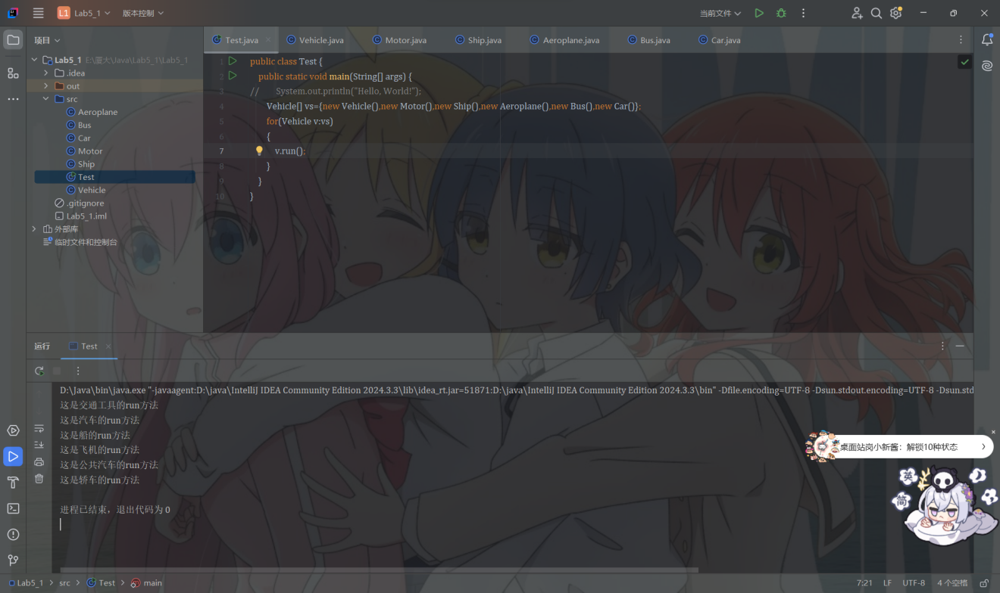 L1 Lab5_1 版本控制 当前文件
项目
Test.java Vehicle.java Motor.java Ship.java Aeroplane.java Bus.java Car.java
Lab5_1 E:\厦大\Java\Lab5_1\Lab5_1
.idea
out
src
Aeroplane
Bus
Car
Motor
Ship
Test
Vehicle
.gitignore
Lab5_1.iml
外部库
临时文件和控制台
1 public class Test {
2 public static void main(String[] args) {
3 // System.out.println("Hello, World!");
4 Vehicle[] vs={new Vehicle(),new Motor(),new Ship(),new Aeroplane(),new Bus(),new Car()};
5 for(Vehicle v:vs)
6 {
7 v.run();
8 }
9 }
10 }
运行 Test
D:\Java\bin\java.exe "-javaagent:D:\java\IntelliJ IDEA Community Edition 2024.3.3\lib\idea_rt.jar=51871:D:\java\IntelliJ IDEA Community Edition 2024.3.3\bin" -Dfile.encoding=UTF-8 -Dsun.stdout.encoding=UTF-8 -Dsun.std
这是交通工具的run方法
这是汽车的run方法
这是船的run方法
这是飞机的run方法
这是公共汽车的run方法
这是轿车的run方法
进程已结束，退出代码为 0
桌面站岗小新酱：解锁10种状态
英
简
Lab5_1 src Test main
7:21 LF UTF-8 4 个空格